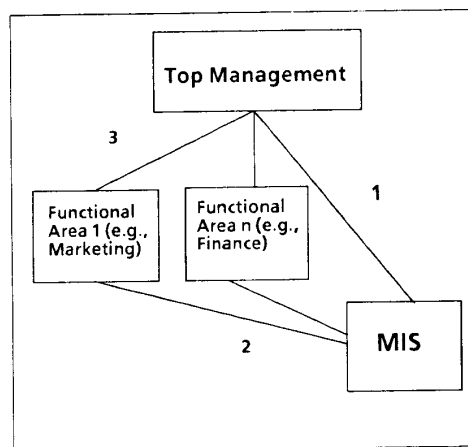 Top Management
3
1
Functional
Area 1 (e.g.,
Marketing)
Functional
Area n (e.g.,
Finance)
MIS
2